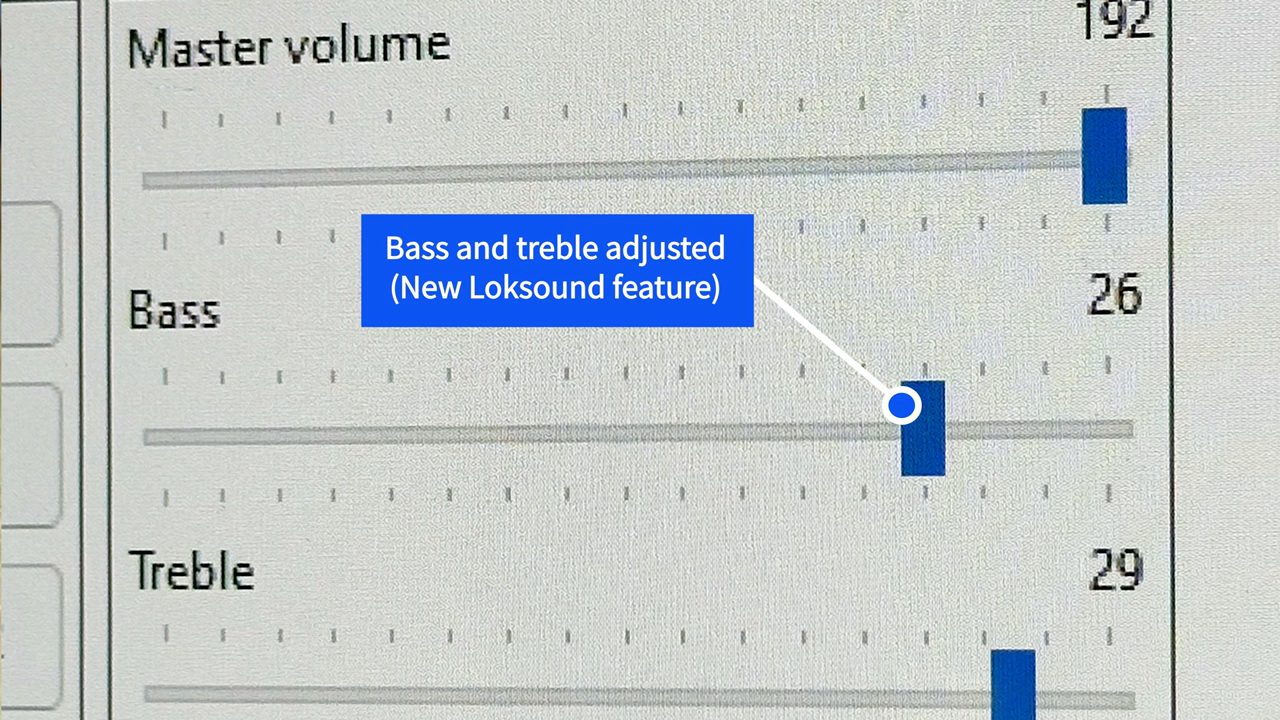 Master volume
192
Bass and treble adjusted
(New Loksound feature)
Bass
26
Treble
29